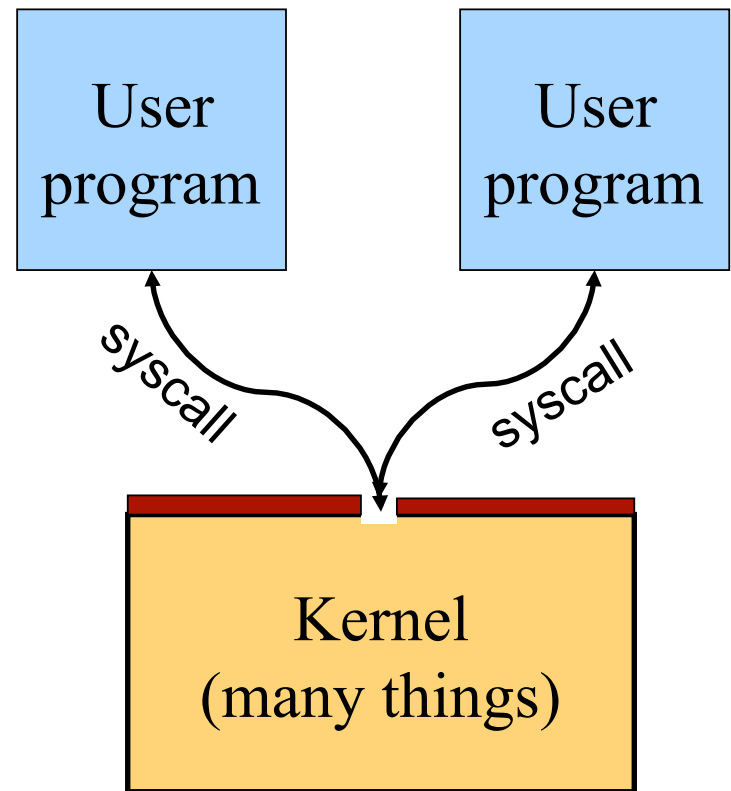 User
program
User
program
syscall
syscall
Kernel
(many things)